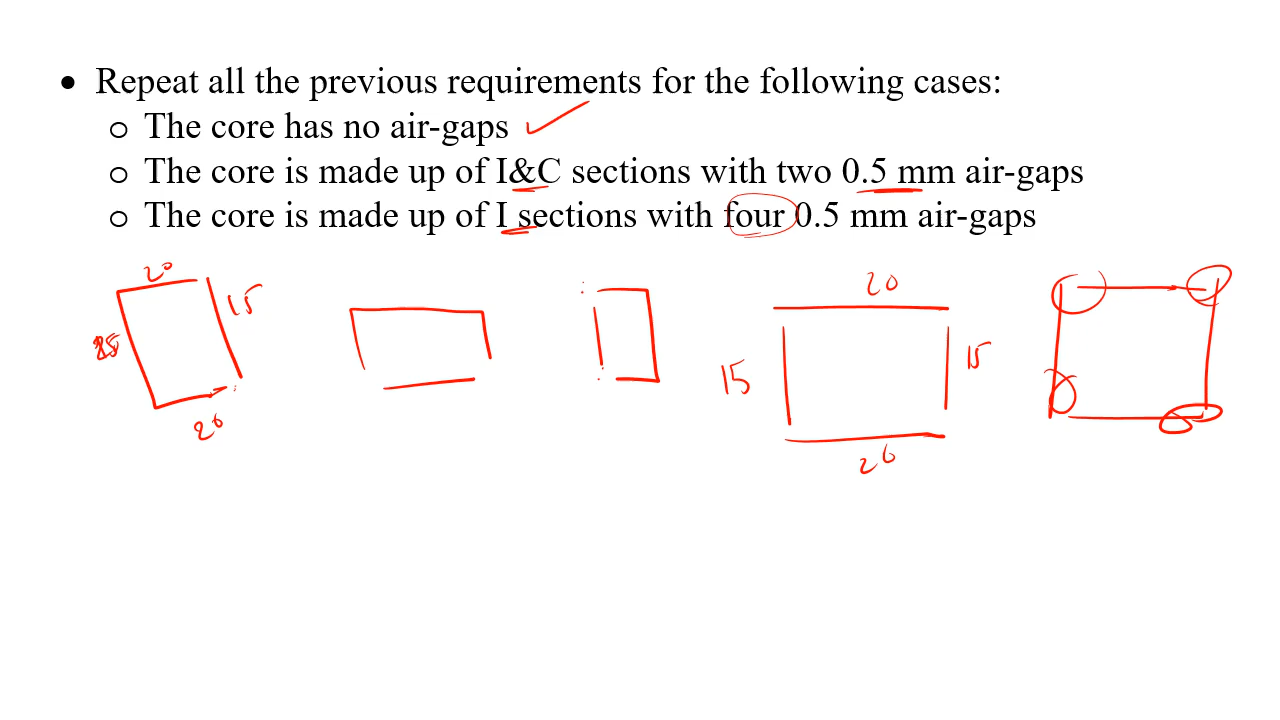 • Repeat all the previous requirements for the following cases:
o The core has no air-gaps
o The core is made up of I&C sections with two 0.5 mm air-gaps
o The core is made up of I sections with four 0.5 mm air-gaps
20
15
20
20
15
15
20